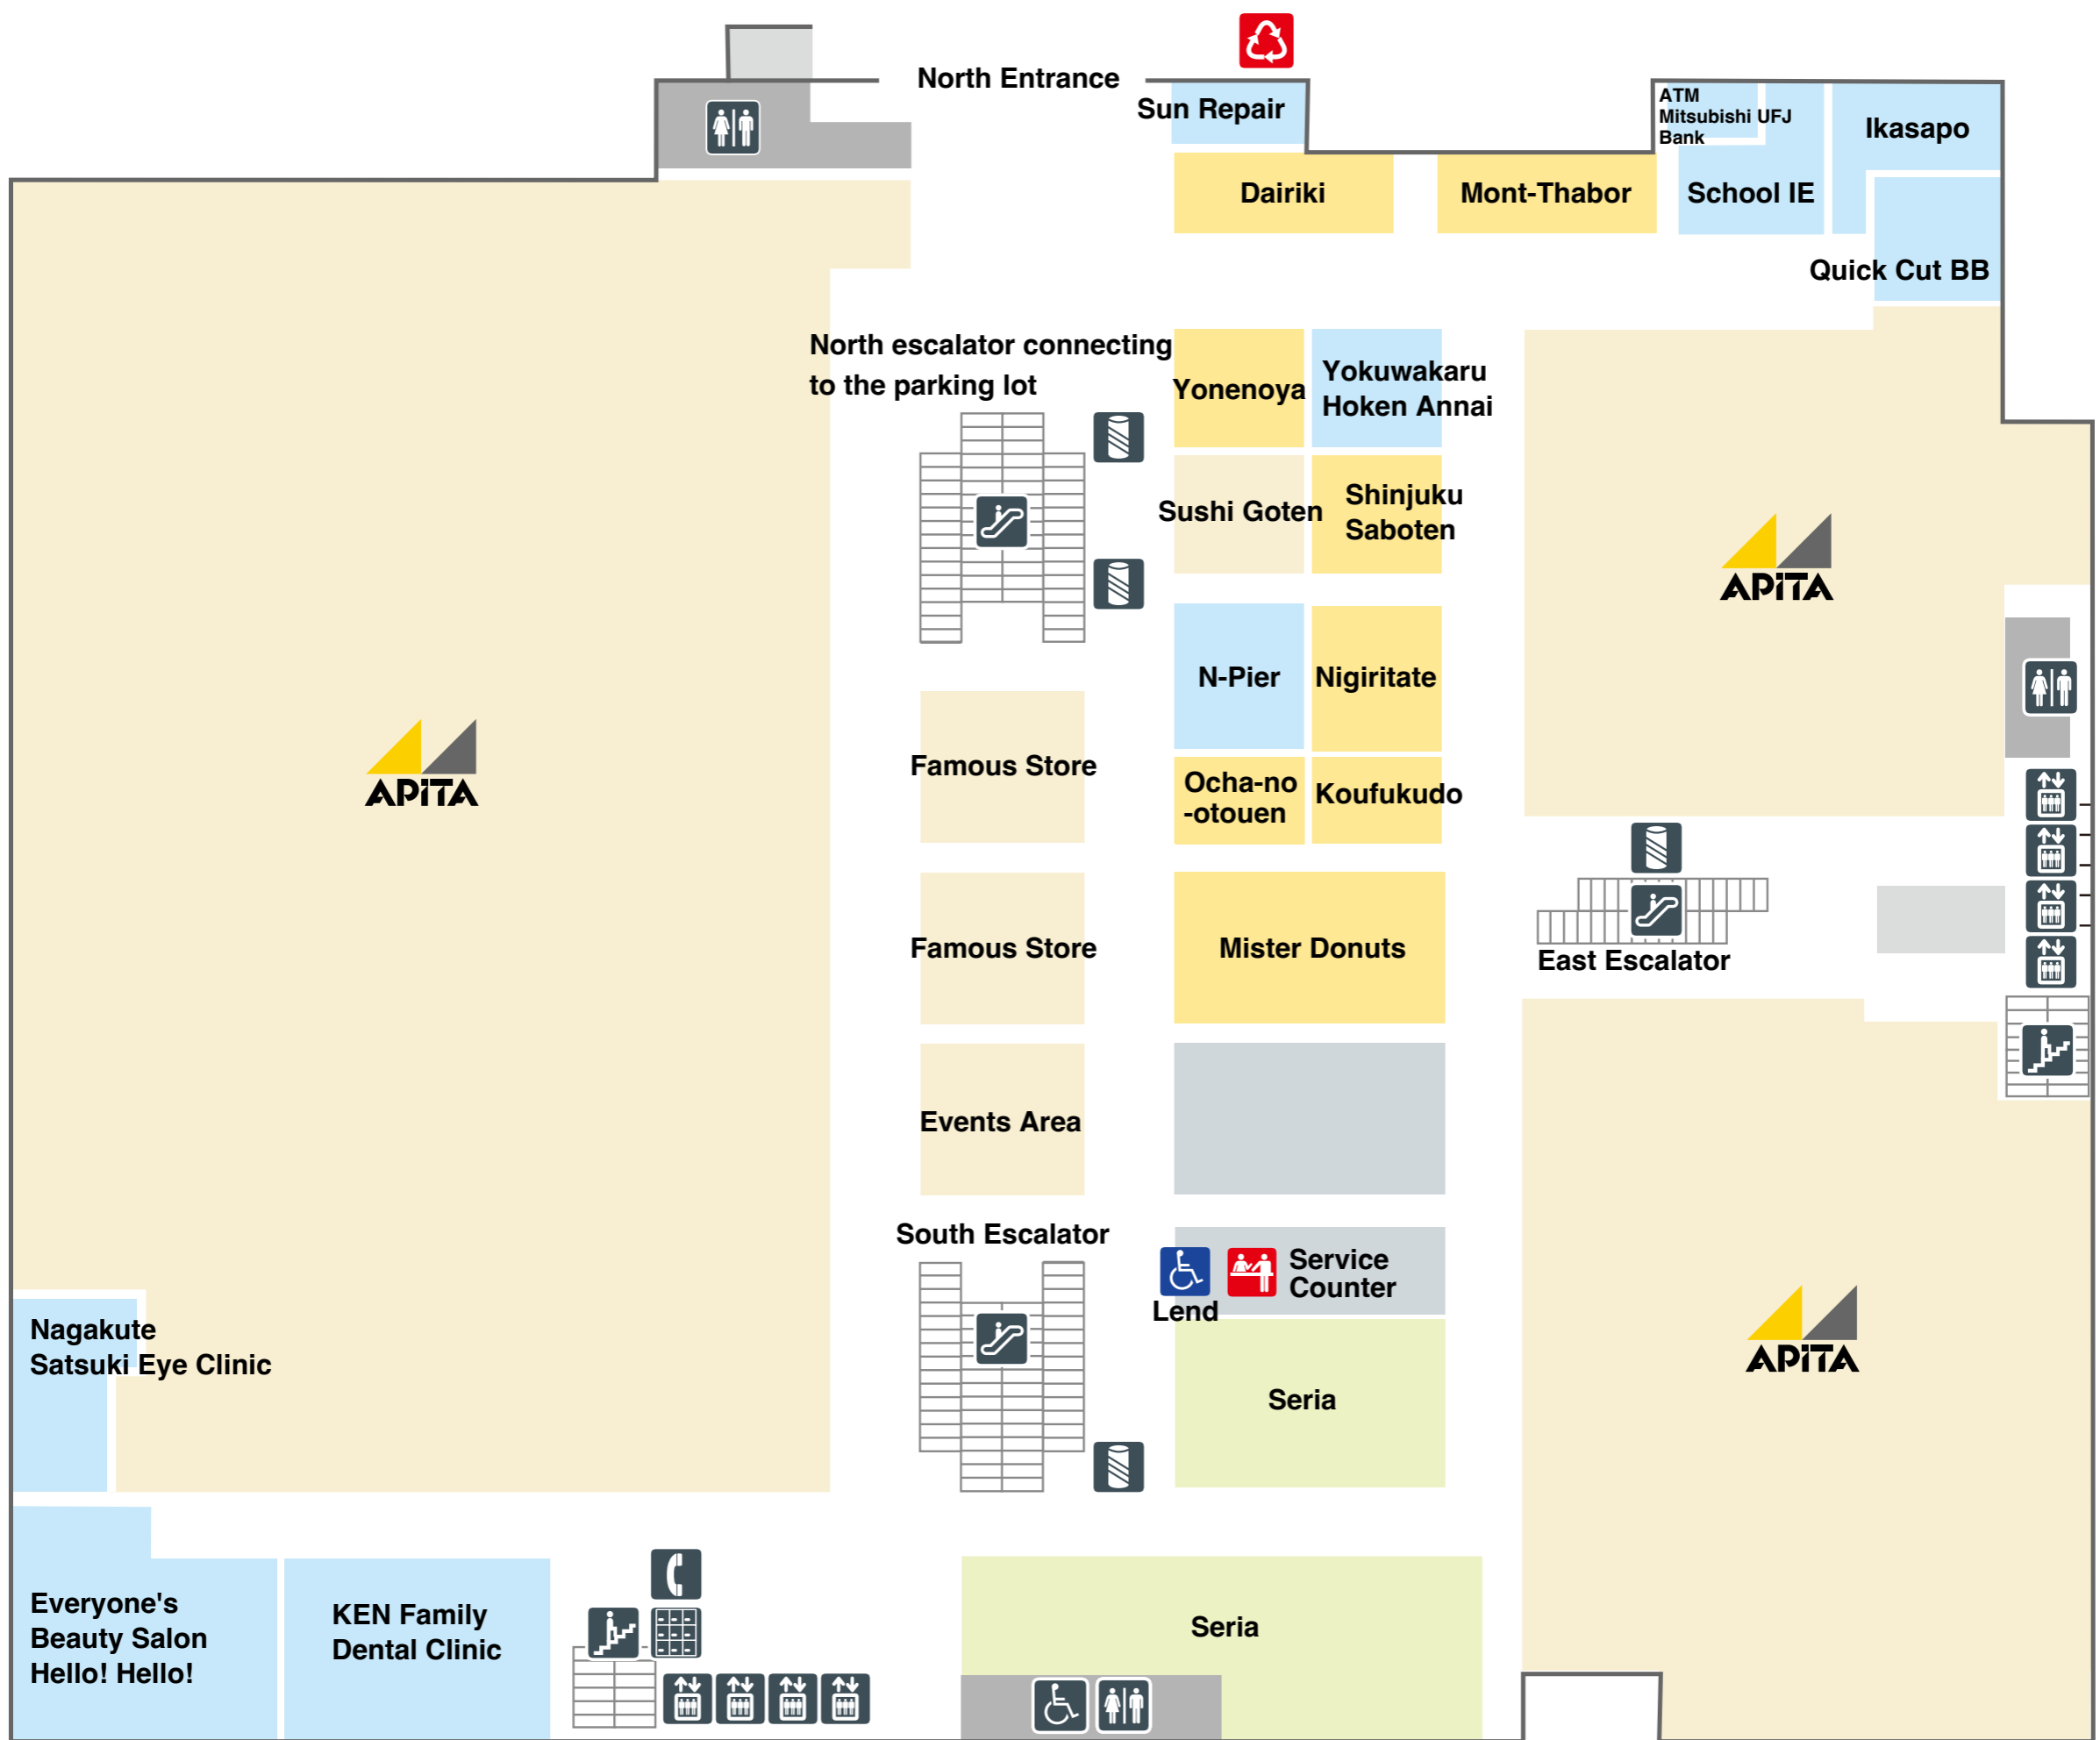 North Entrance
Sun Repair
ATM
Mitsubishi UFJ
Bank
Ikasapo
Dairiki
Mont-Thabor
School IE
Quick Cut BB
North escalator connecting
to the parking lot
Yonenoya
Yokuwakaru
Hoken Annai
Sushi Goten
Shinjuku
Saboten
APiTA
N-Pier
Nigiritate
Famous Store
APiTA
Ocha-no
-otouen
Koufukudo
Famous Store
Mister Donuts
East Escalator
Events Area
South Escalator
Service
Counter
Lend
Nagakute
Satsuki Eye Clinic
APiTA
Seria
Everyone's
Beauty Salon
Hello! Hello!
KEN Family
Dental Clinic
Seria